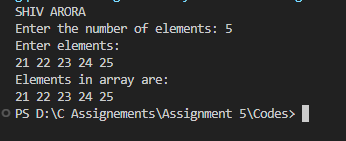 SHIV ARORA
Enter the number of elements: 5
Enter elements:
21 22 23 24 25
Elements in array are:
21 22 23 24 25
PS D:\C Assignements\Assignment 5\Codes>